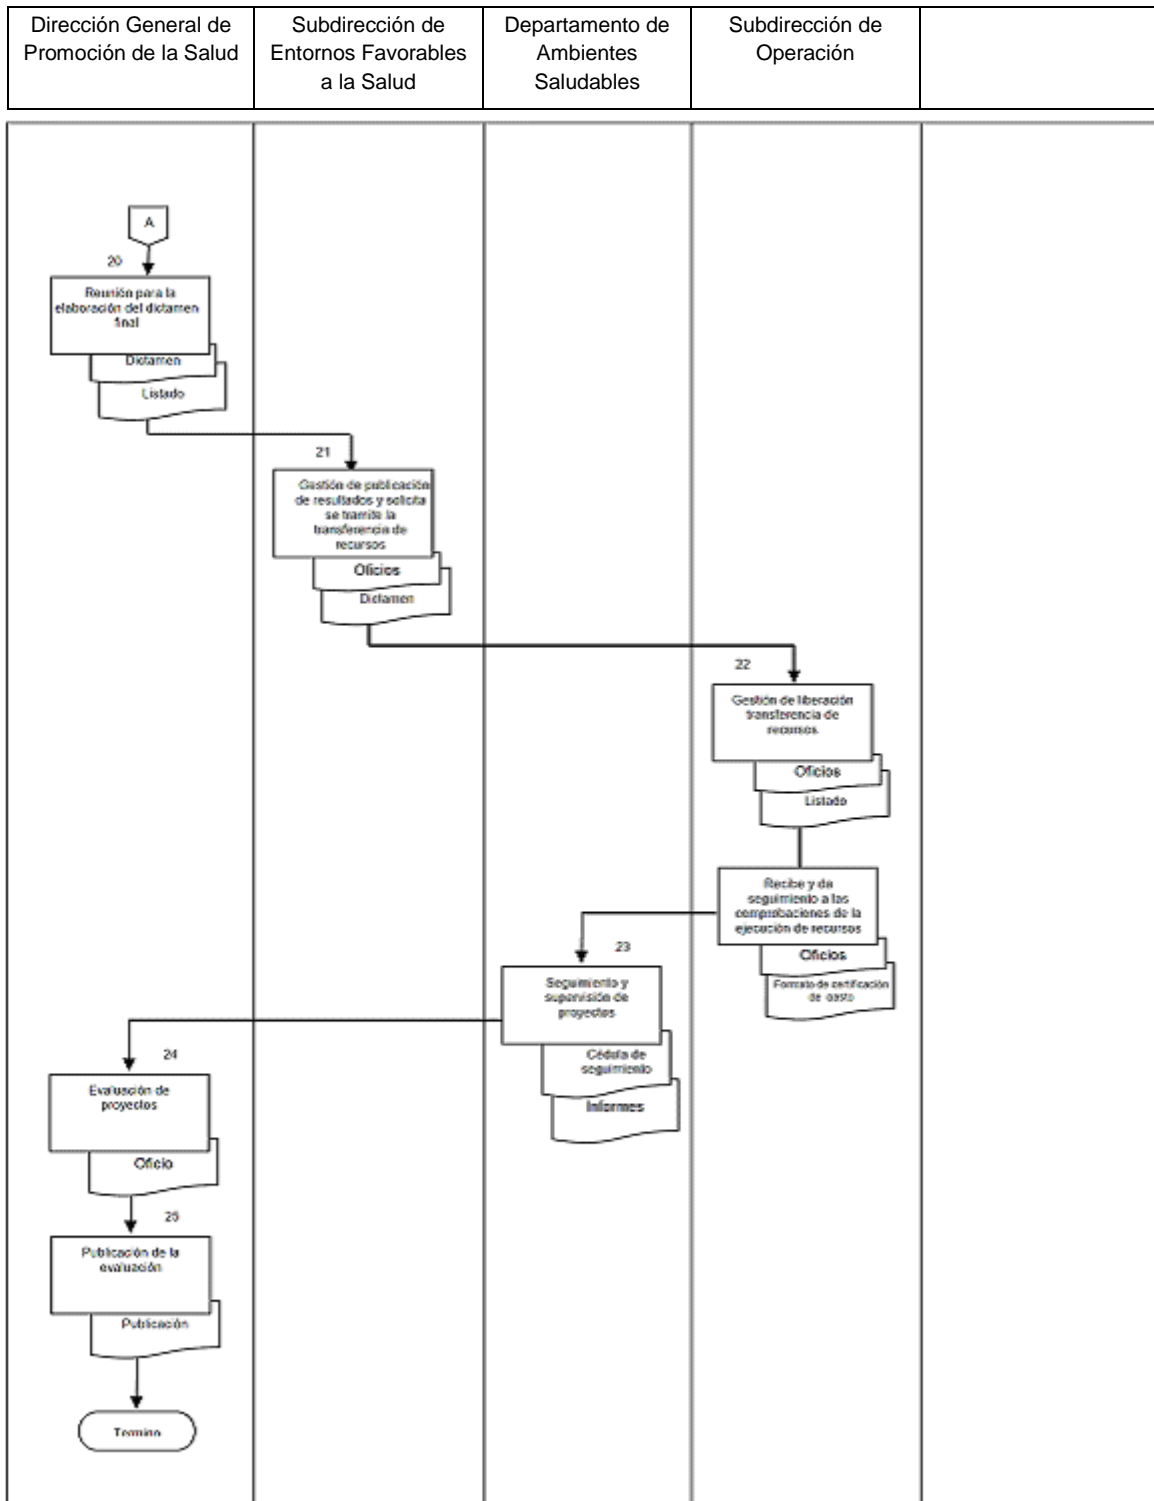 Dirección General de
Promoción de la Salud
Subdirección de
Entornos Favorables
a la Salud
Departamento de
Ambientes
Saludables
Subdirección de
Operación
A
20
Reunión para la
elaboración del dictamen
final
Dictamen
Listado
21
Gestión de publicación
de resultados y solicita
se tramite la
transferencia de
recursos
Oficios
Dictamen
22
Gestión de liberación
transferencia de
recursos
Oficios
Listado
Recibe y da
seguimiento a las
comprobaciones de la
ejecución de recursos
Oficios
Formato de certificación
de gasto
23
Seguimiento y
supervisión de
proyectos
Cédula de
seguimiento
Informes
24
Evaluación de
proyectos
Oficio
25
Publicación de la
evaluación
Publicación
Termino